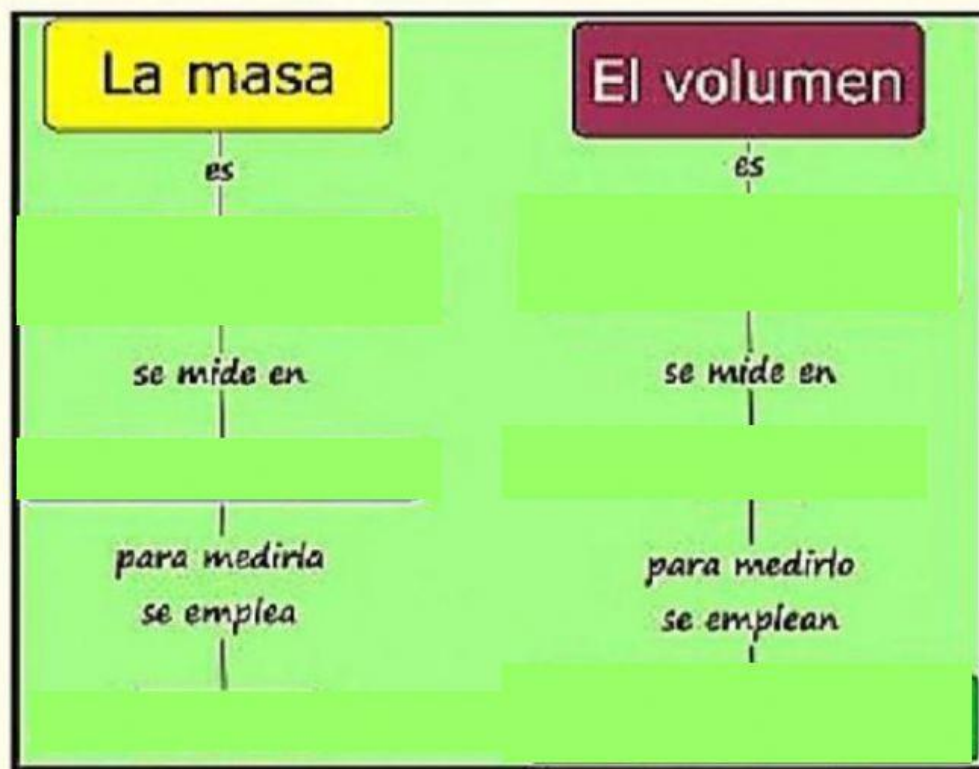 La masa
es
se mide en
para medirla
se emplea
El volumen
es
se mide en
para medirlo
se emplean